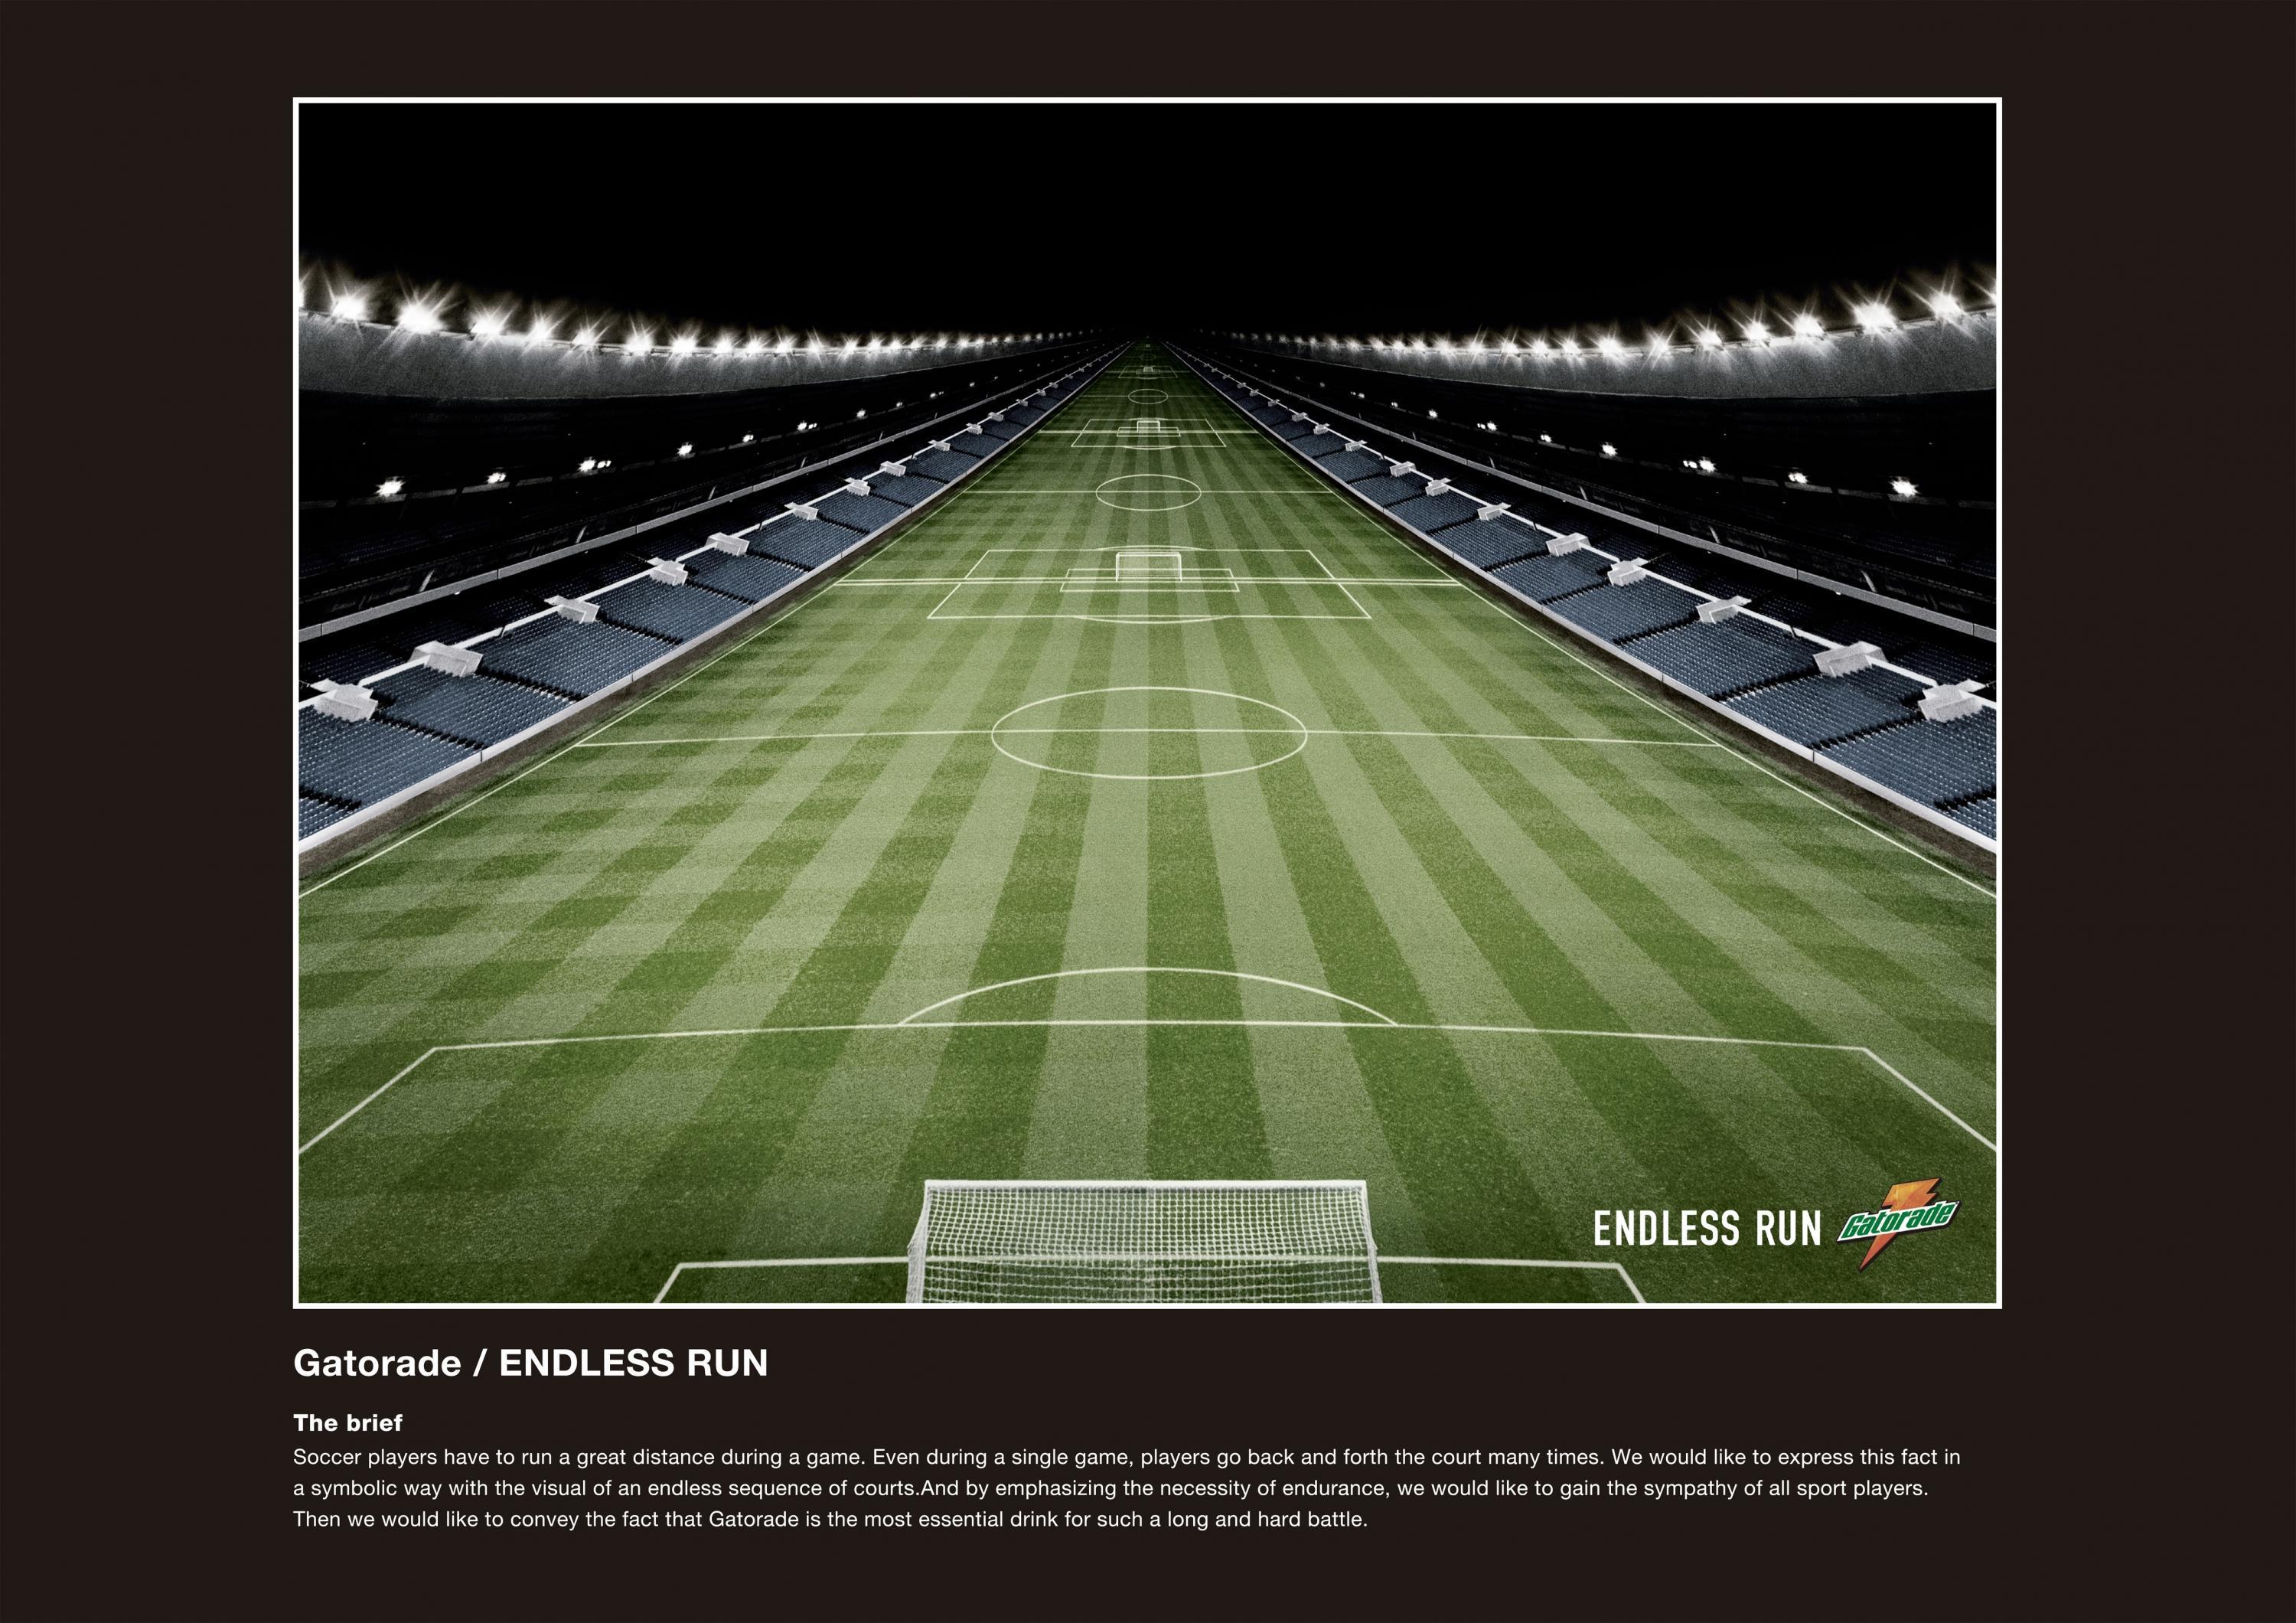 ENDLESS RUN Gatorade
Gatorade / ENDLESS RUN
The brief
Soccer players have to run a great distance during a game. Even during a single game, players go back and forth the court many times. We would like to express this fact in
a symbolic way with the visual of an endless sequence of courts.And by emphasizing the necessity of endurance, we would like to gain the sympathy of all sport players.
Then we would like to convey the fact that Gatorade is the most essential drink for such a long and hard battle.